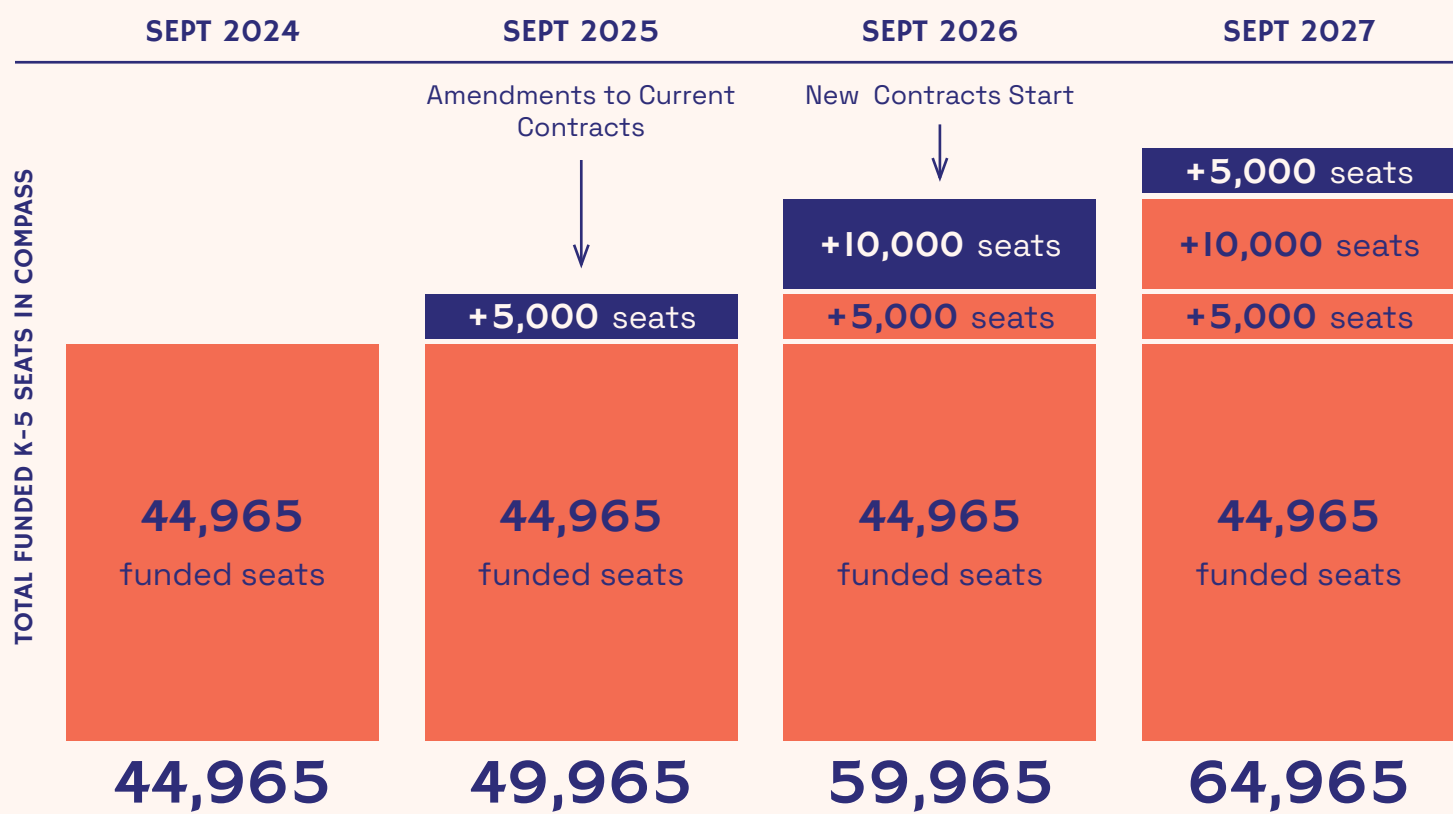 SEPT 2024
SEPT 2025
SEPT 2026
SEPT 2027
Amendments to Current
Contracts
New Contracts Start
TOTAL FUNDED K-5 SEATS IN COMPASS
44,965
funded seats
44,965
+5,000 seats
44,965
funded seats
49,965
+10,000 seats
+5,000 seats
44,965
funded seats
59,965
+5,000 seats
+10,000 seats
+5,000 seats
44,965
funded seats
64,965